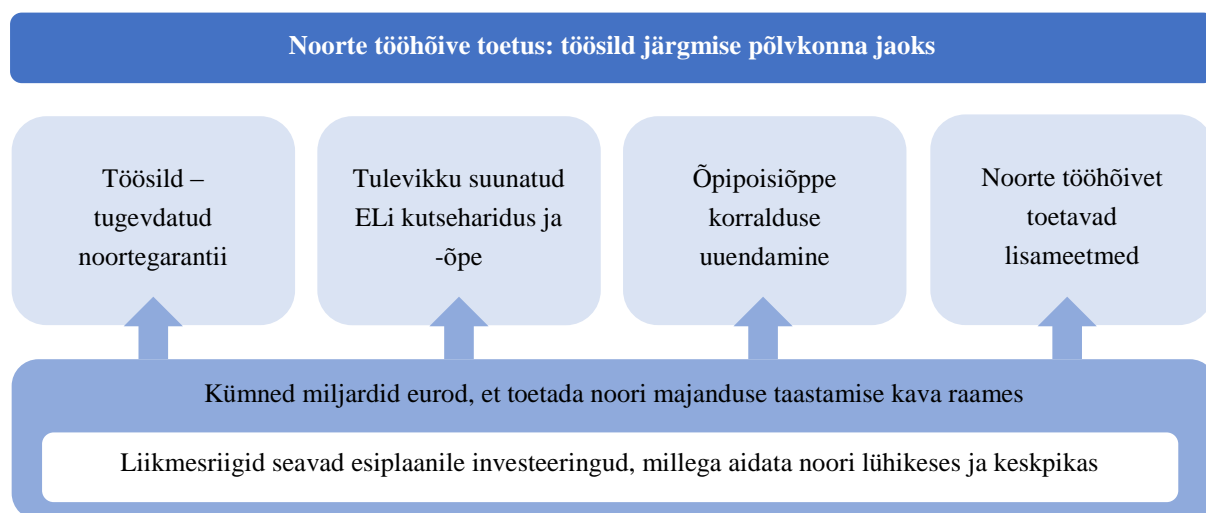 Noorte tööhõive toetus: töösild järgmise põlvkonna jaoks
Töösild –
tugevdatud
noortegarantii
Tulevikku suunatud
ELi kutseharidus ja
-õpe
Õpipoisiõppe
korralduse
uuendamine
Noorte tööhõivet
toetavad
lisameetmed
Kümned miljardid eurod, et toetada noori majanduse taastamise kava raames
Liikmesriigid seavad esiplaanile investeeringud, millega aidata noori lühikeses ja keskpikas